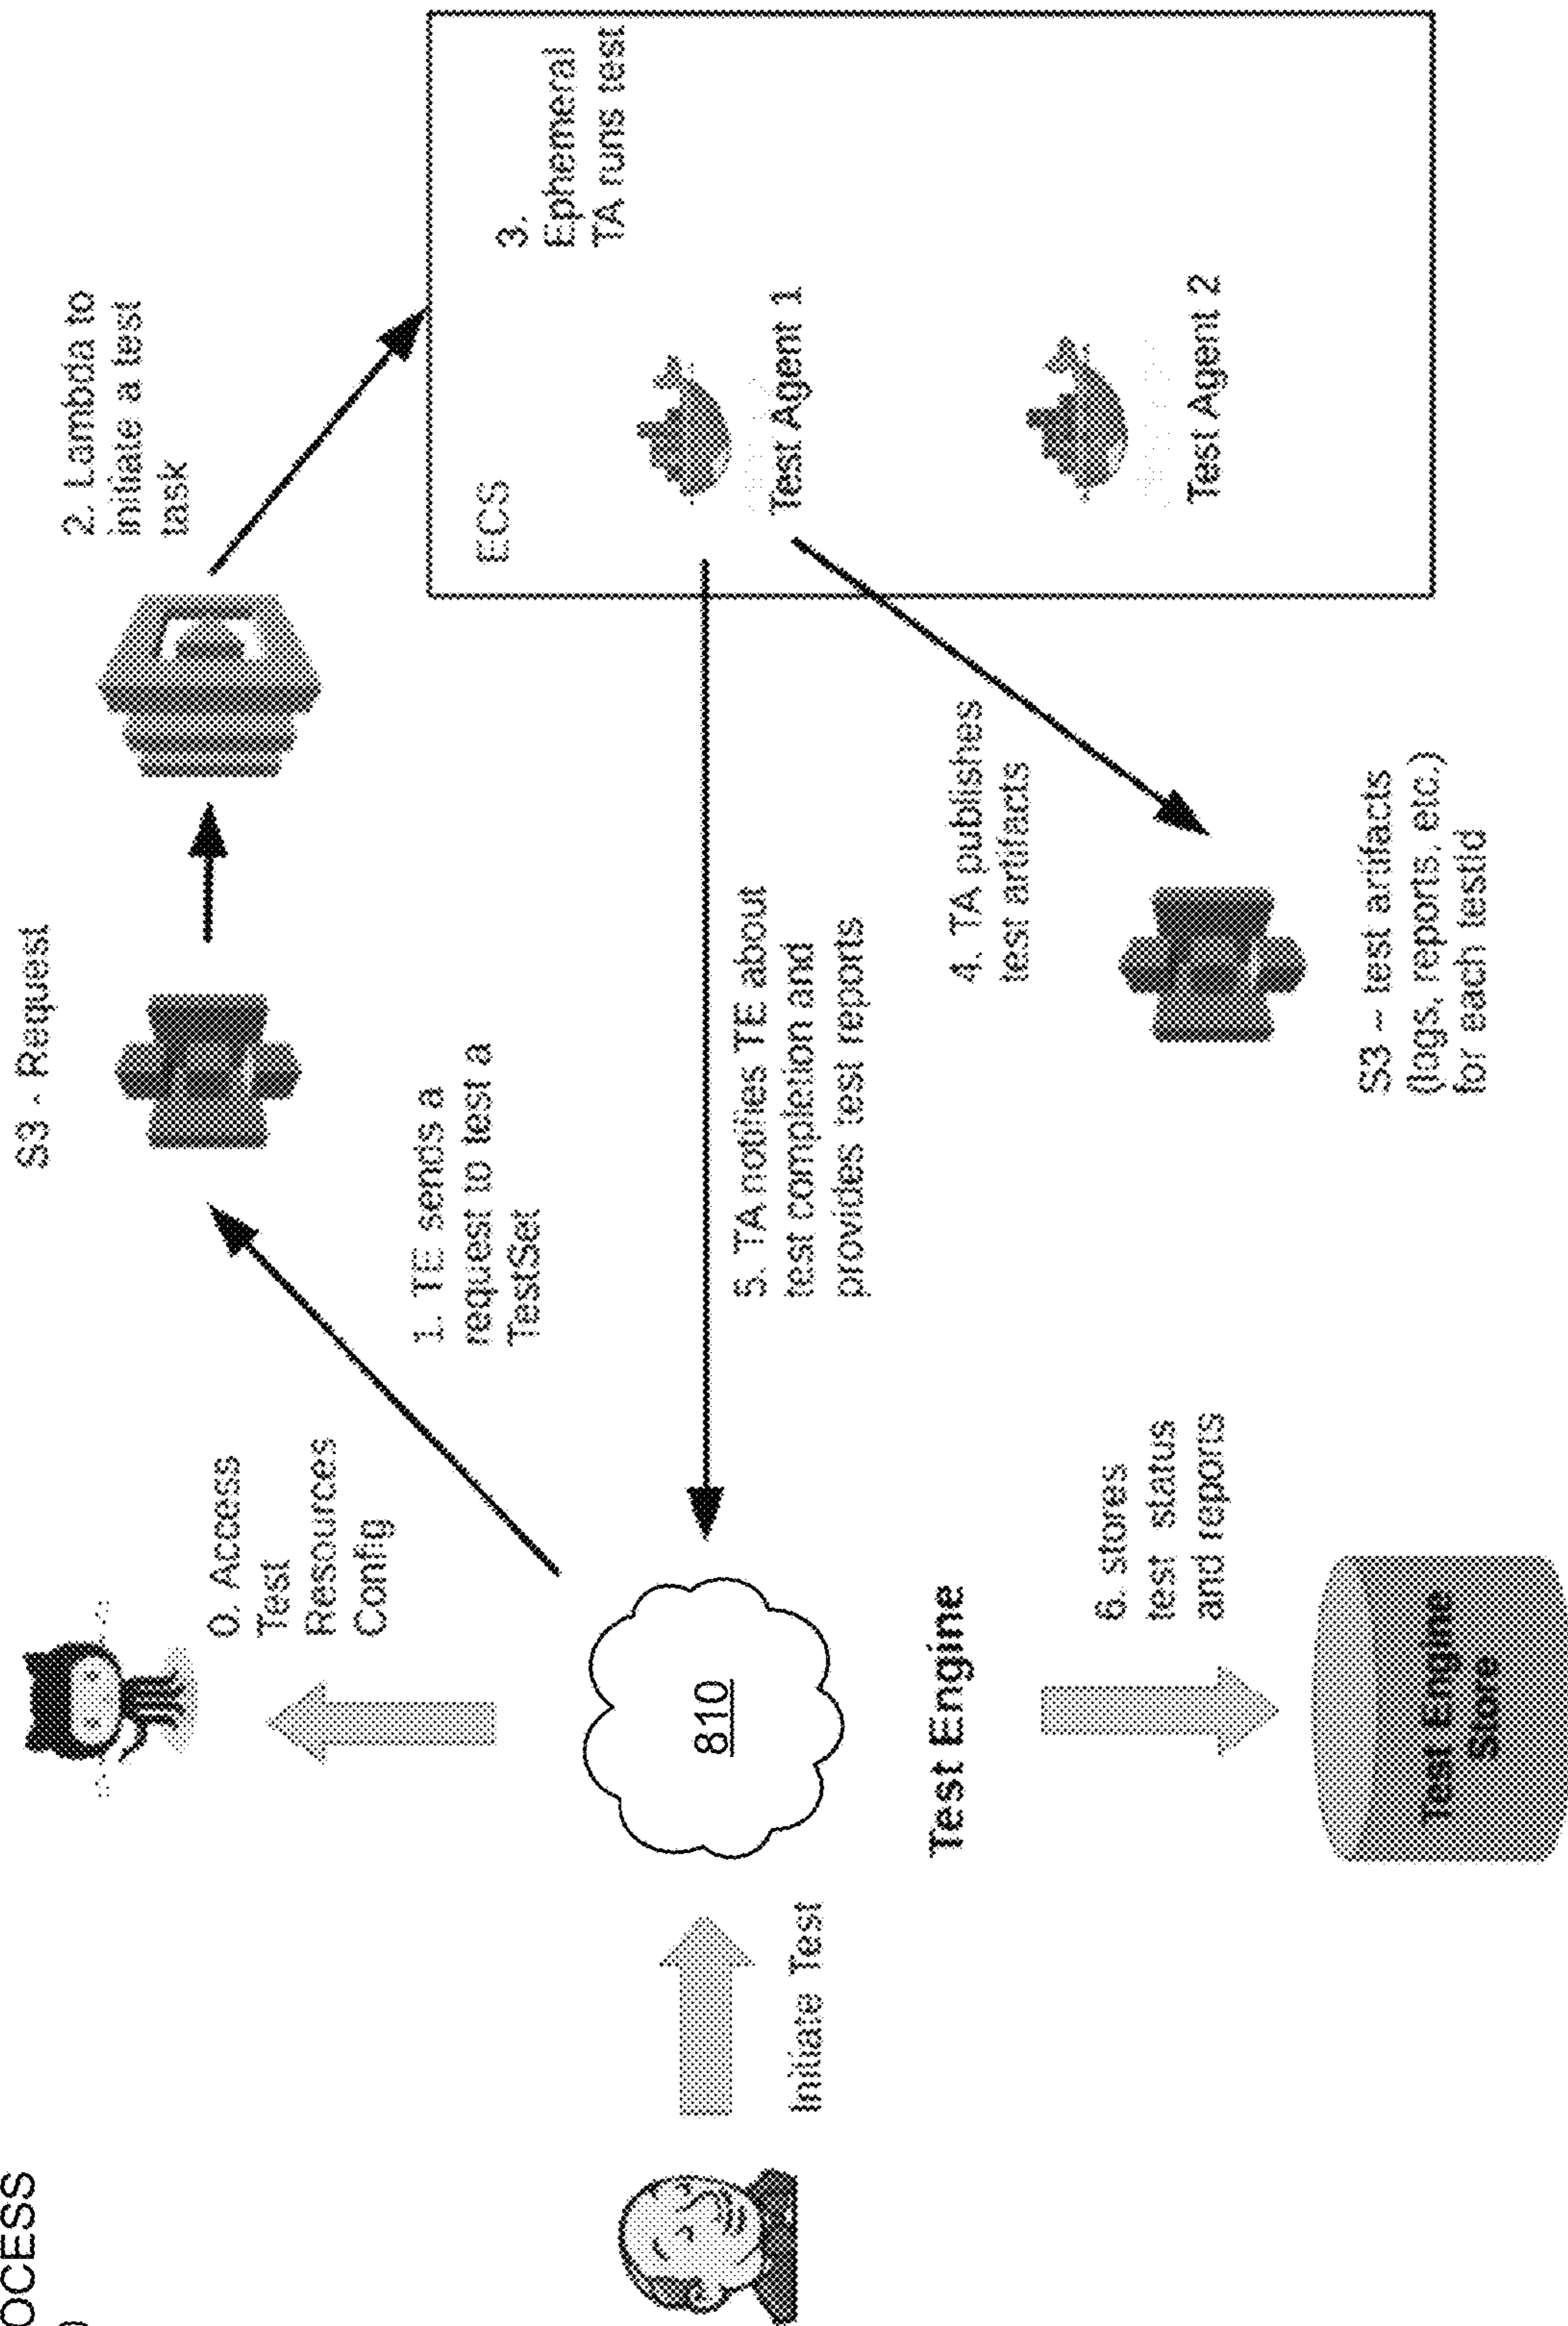 OCESS
S3 - Request
2. Lambda to
initiate a test
task
0. Access
Test
Resources
Config
1. TE sends a
request to test a
TestSet
ECS
3.
Ephemeral
TA runs test
Test Agent 1
Test Agent 2
Initiate Test
810
Test Engine
5. TA notifies TE about
test completion and
provides test reports
4. TA publishes
test artifacts
6. stores
test status
and reports
S3 – test artifacts
(logs, reports, etc.)
for each testid
Test Engine
Store